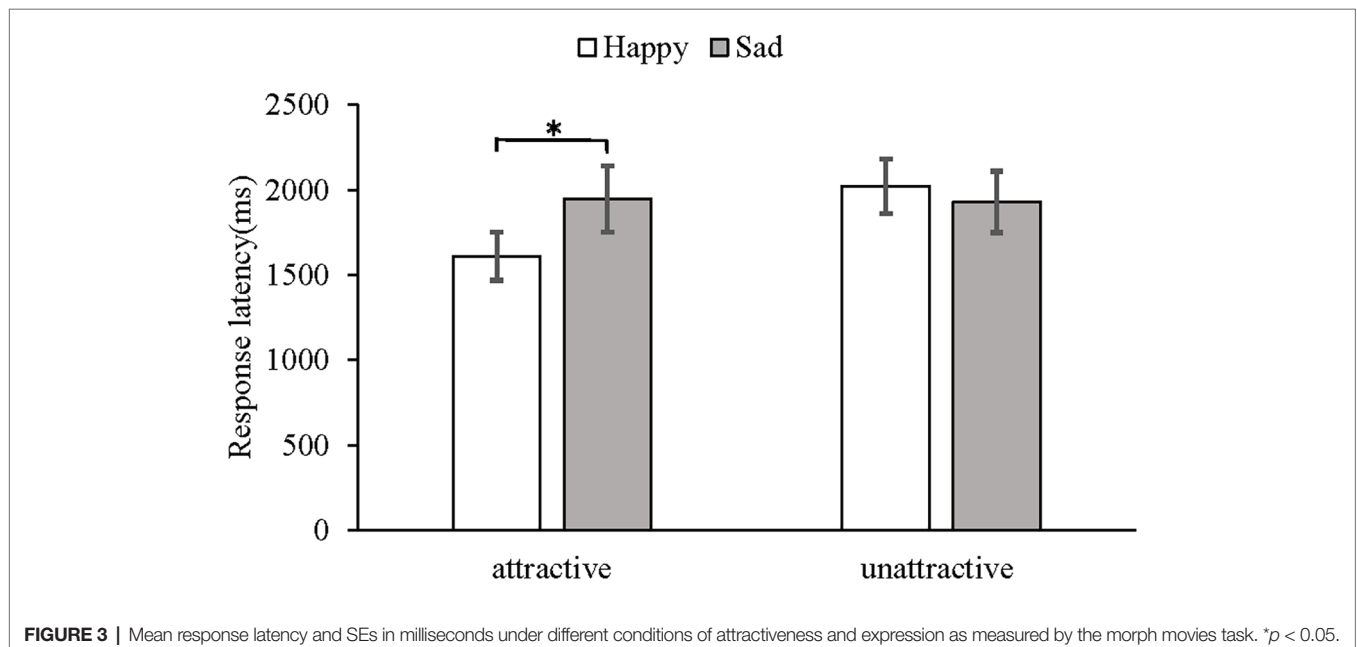 Happy Sad
2500
2000
1500
1000
500
0
Response latency(ms)
*
attractive unattractive
FIGURE 3 | Mean response latency and SEs in milliseconds under different conditions of attractiveness and expression as measured by the morph movies task. *p < 0.05.